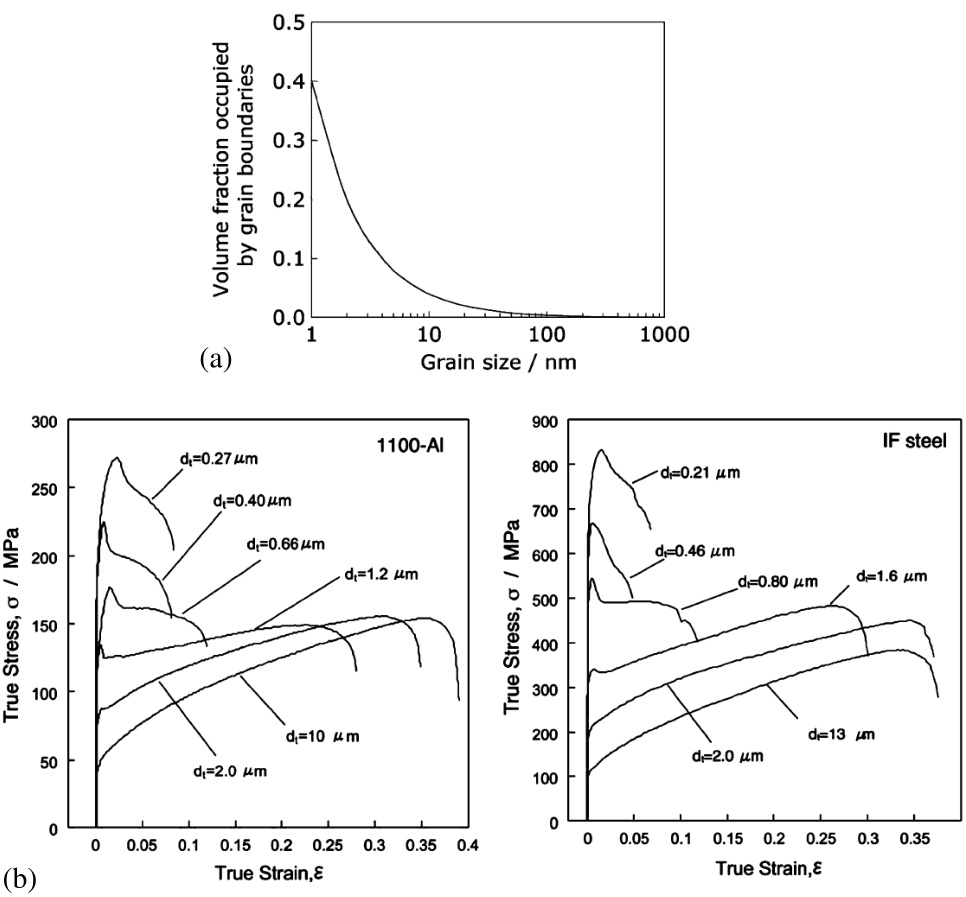 Volume fraction occupied
by grain boundaries
0.5
0.4
0.3
0.2
0.1
0.0
1
10
100
1000
Grain size / nm
(a)
True Stress, σ / MPa
300
250
200
150
100
50
0
1100-Al
dt=0.27 μm
dt=0.40 μm
dt=0.66 μm
dt=1.2 μm
dt=10 μm
dt=2.0 μm
0
0.05
0.1
0.15
0.2
0.25
0.3
0.35
0.4
True Strain,ε
True Stress, σ / MPa
900
800
700
600
500
400
300
200
100
0
IF steel
dt=0.21 μm
dt=0.46 μm
dt=0.80 μm
dt=1.6 μm
dt=13 μm
dt=2.0 μm
0
0.05
0.1
0.15
0.2
0.25
0.3
0.35
0.4
True Strain,ε
(b)